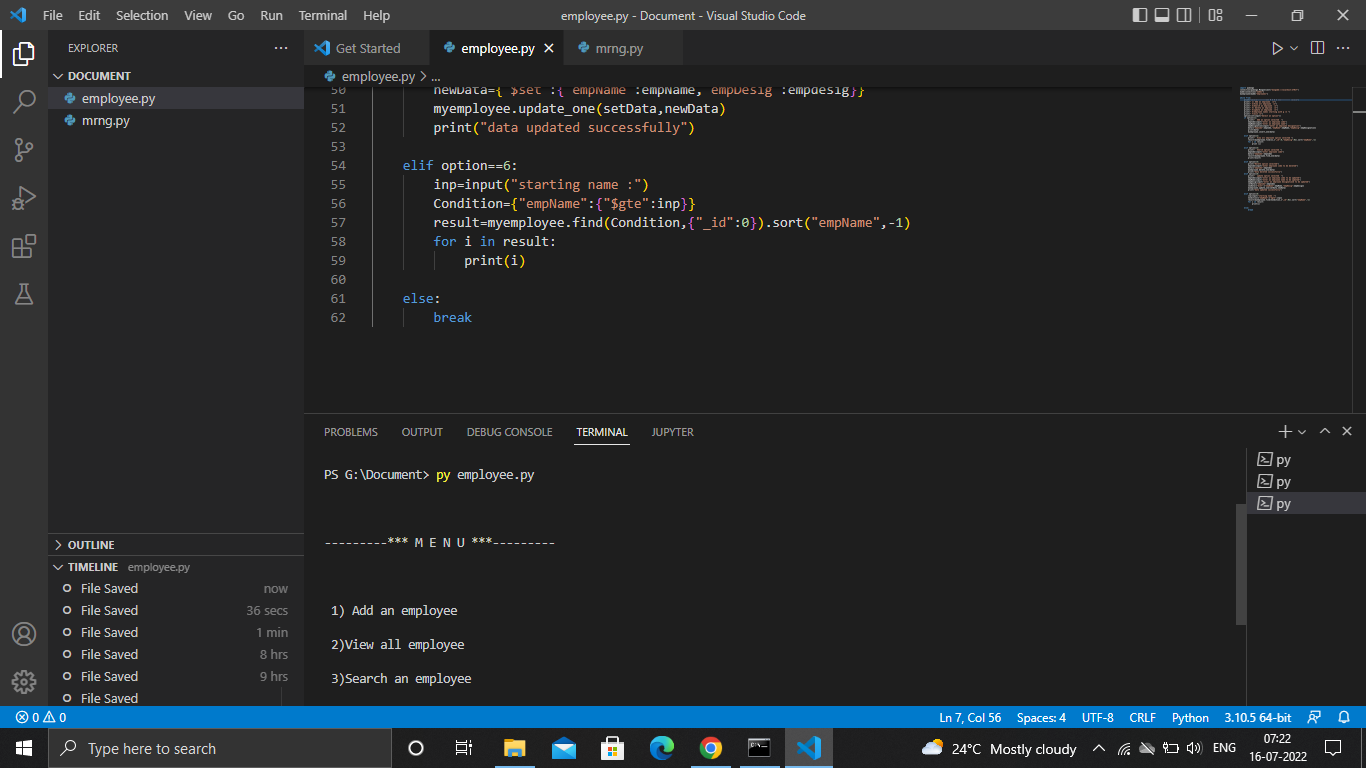 File Edit Selection View Go Run Terminal Help employee.py - Document - Visual Studio Code
EXPLORER
Get Started employee.py mrng.py
DOCUMENT
employee.py
mrng.py
employee.py > ...
50 newData={"$set":{"empName":empName,"empDesig":empdesig}}
51 myemployee.update_one(setData,newData)
52 print("data updated successfully")
53
54 elif option==6:
55 inp=input("starting name :")
56 Condition={"empName":{"$gte":inp}}
57 result=myemployee.find(Condition,{"_id":0}).sort("empName",-1)
58 for i in result:
59 print(i)
60
61 else:
62 break
PROBLEMS OUTPUT DEBUG CONSOLE TERMINAL JUPYTER
PS G:\Document> py employee.py
---------*** M E N U ***---------
1) Add an employee
2)View all employee
3)Search an employee
py
py
py
OUTLINE
TIMELINE employee.py
File Saved now
File Saved 36 secs
File Saved 1 min
File Saved 8 hrs
File Saved 9 hrs
File Saved
0 0 Ln 7, Col 56 Spaces: 4 UTF-8 CRLF Python 3.10.5 64-bit
Type here to search 24°C Mostly cloudy ENG 07:22
16-07-2022